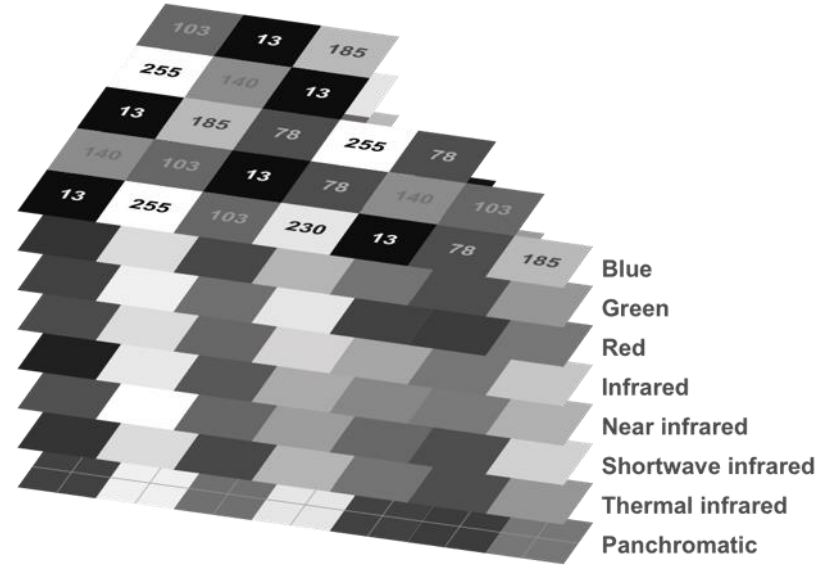 103 13 185
255 140 13
13 185 78 255 78
140 103 13 78 140 103
13 255 103 230 13 78 185
Blue
Green
Red
Infrared
Near infrared
Shortwave infrared
Thermal infrared
Panchromatic